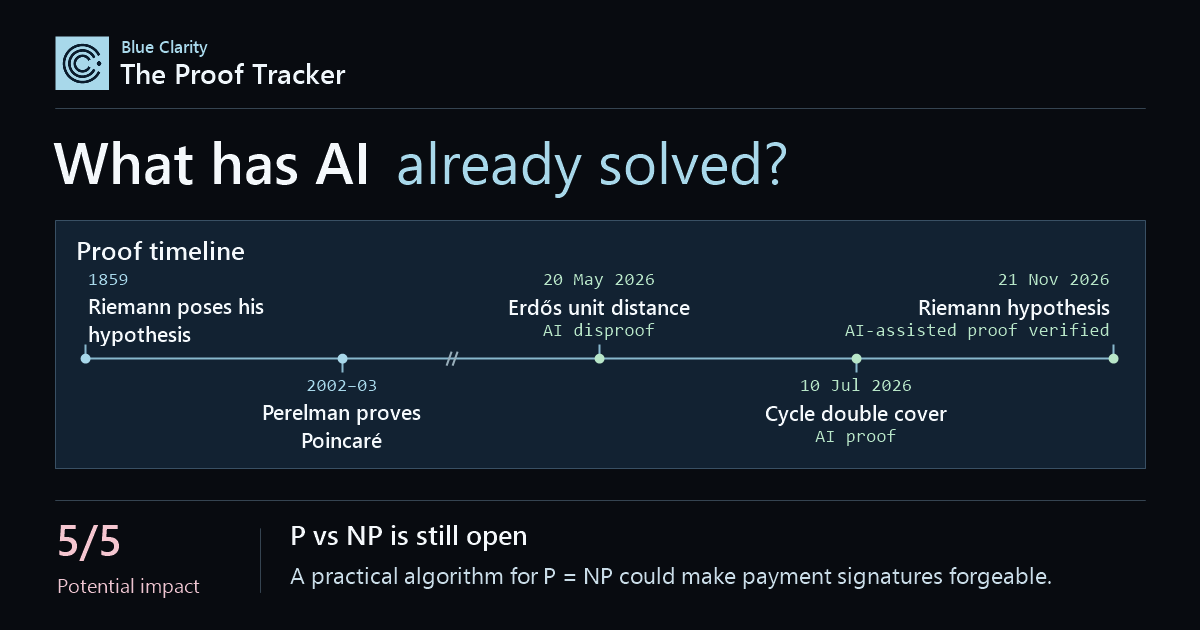 Blue Clarity
The Proof Tracker
What has AI already solved?
Proof timeline
1859
Riemann poses his
hypothesis
2002–03
Perelman proves
Poincaré
20 May 2026
Erdős unit distance
AI disproof
10 Jul 2026
Cycle double cover
AI proof
21 Nov 2026
Riemann hypothesis
AI-assisted proof verified
5/5
Potential impact
P vs NP is still open
A practical algorithm for P = NP could make payment signatures forgeable.